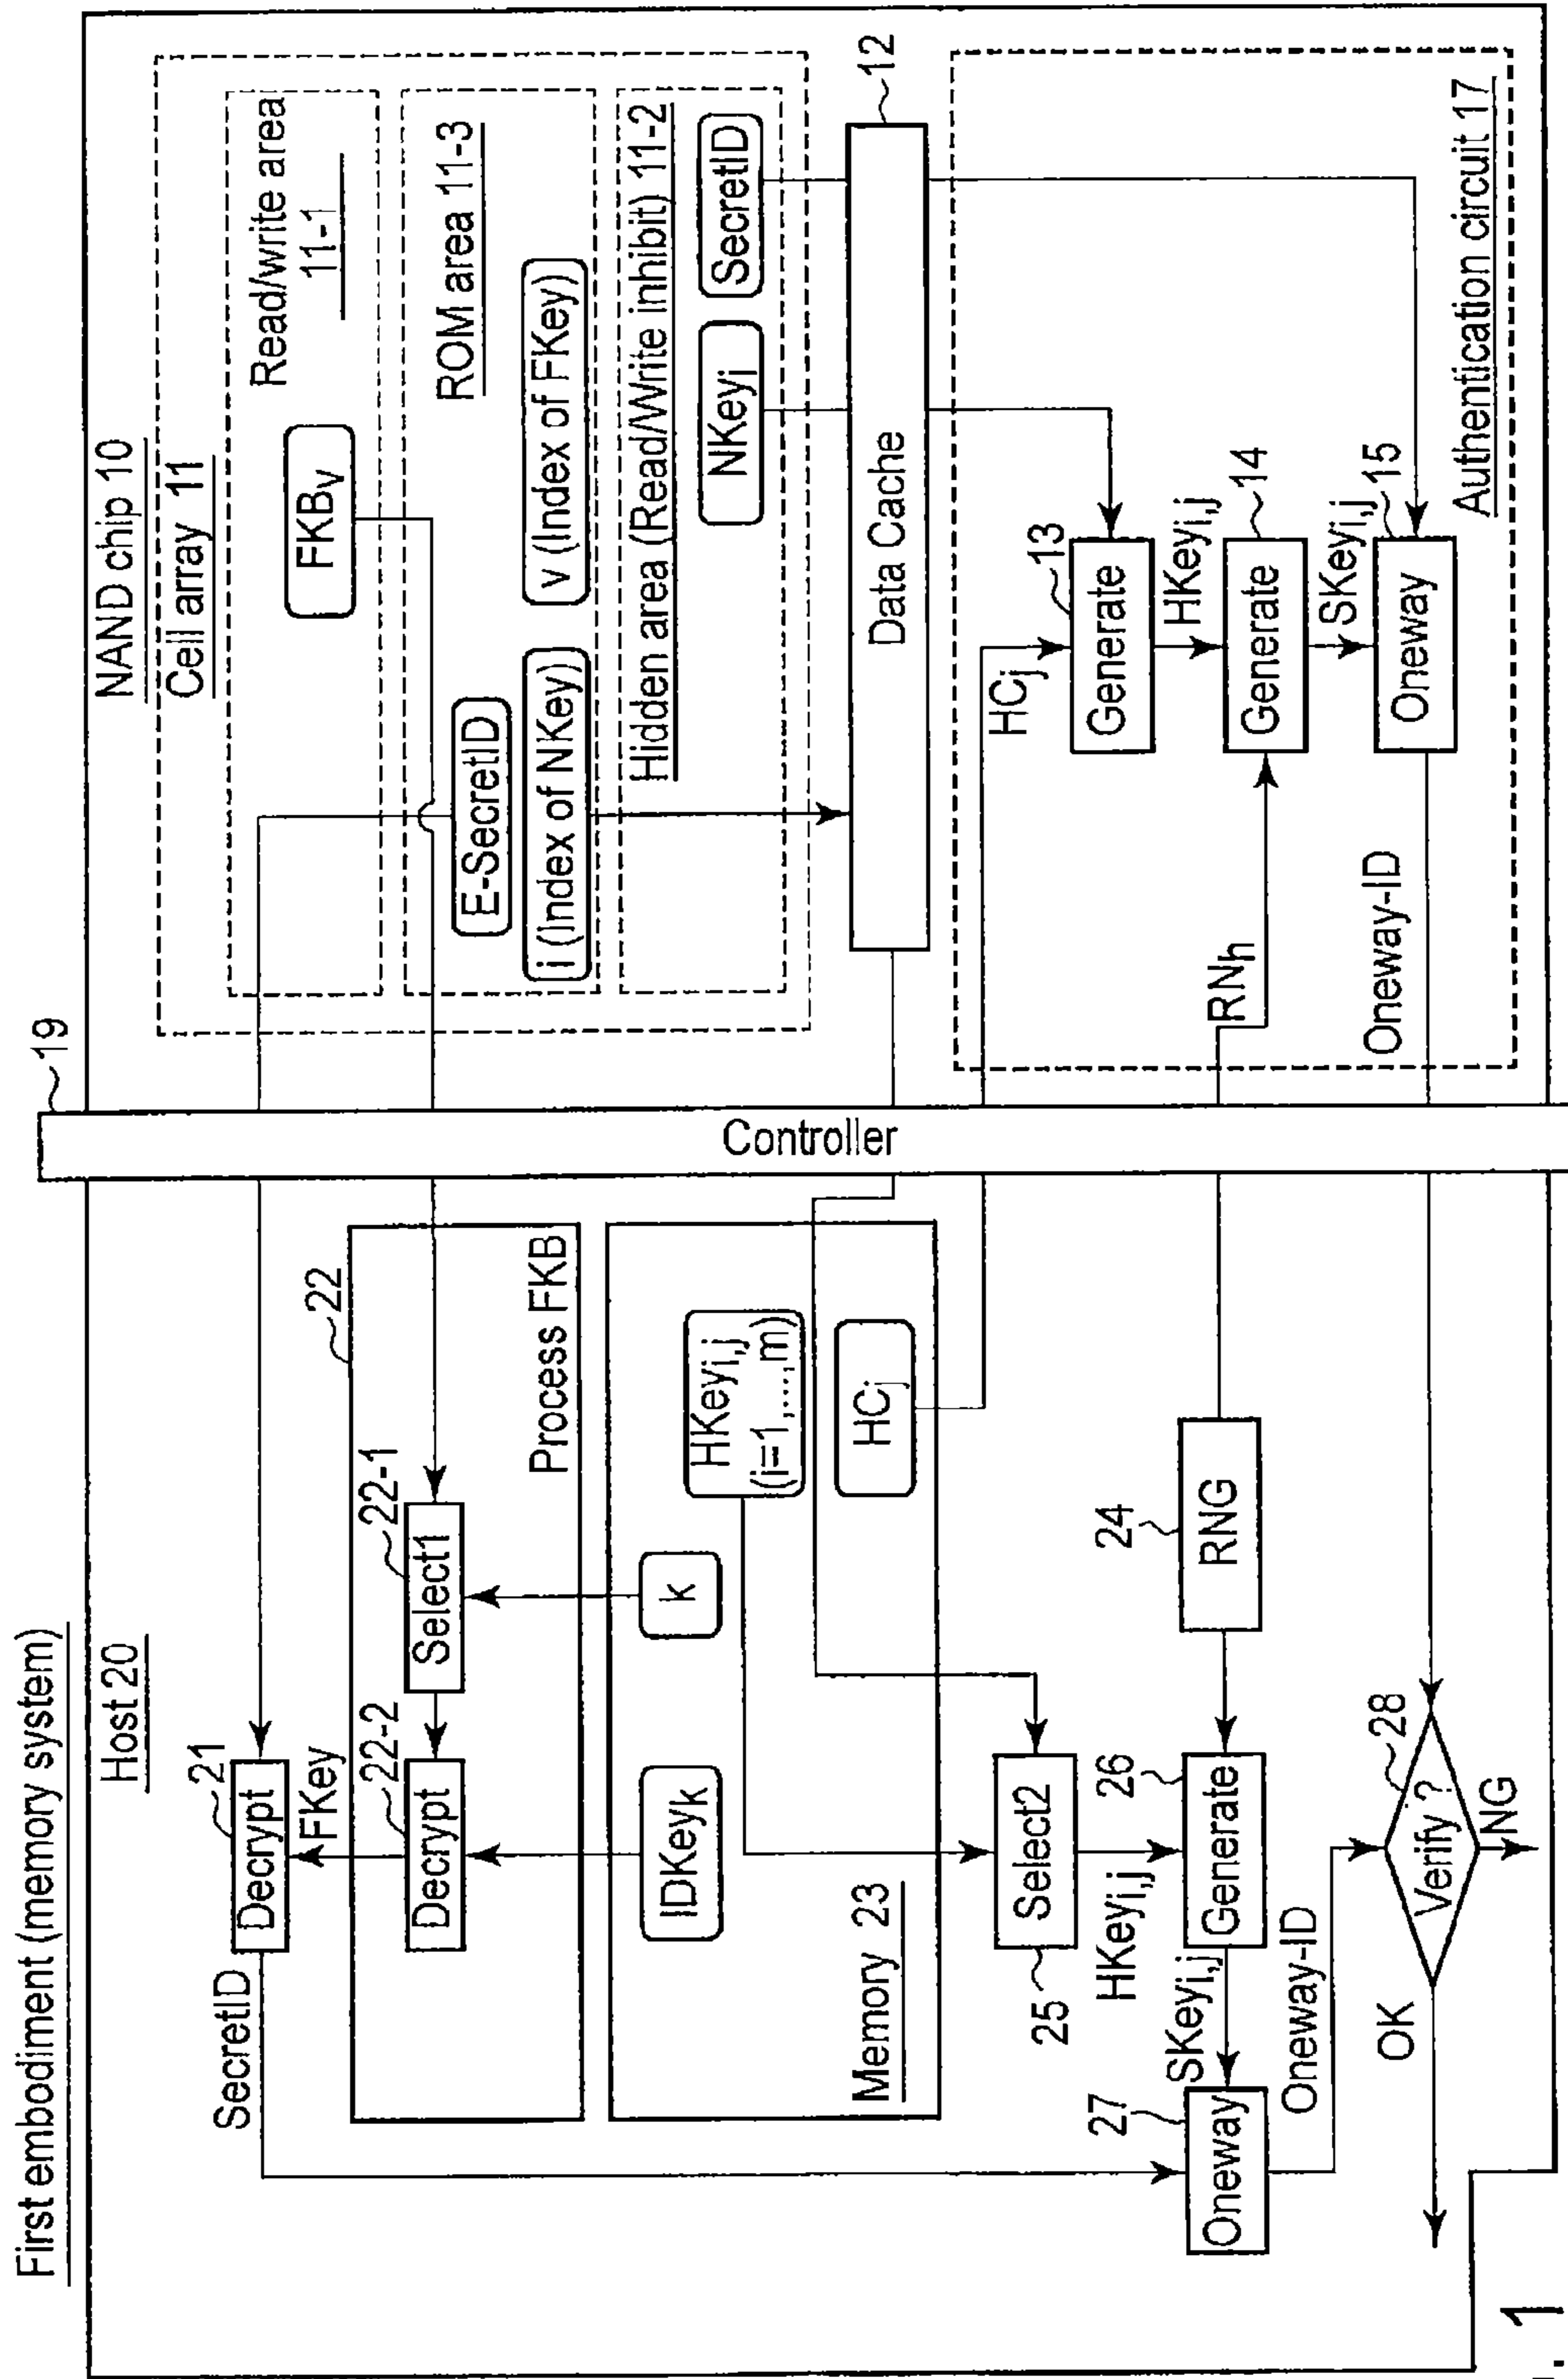 First embodiment (memory system)
Host 20
SecretID
21
Decrypt
FKey
22
22-2
Decrypt
22-1
Select1
Process FKB
IDKeyk
k
HKeyi,j
(i=1,...,m)
HCj
Memory 23
25
Select2
HKeyi,j
24
RNG
26
Generate
SKeyi,j
27
Oneway
Oneway-ID
28
Verify ?
OK
NG
19
Controller
NAND chip 10
Cell array 11
Read/write area
11-1
FKBv
ROM area 11-3
E-SecretID
i (Index of NKey)
v (Index of FKey)
Hidden area (Read/Write inhibit) 11-2
NKeyi
SecretID
12
Data Cache
HCj
13
Generate
HKeyi,j
RNh
14
Generate
SKeyi,j
15
Oneway
Oneway-ID
Authentication circuit 17
1